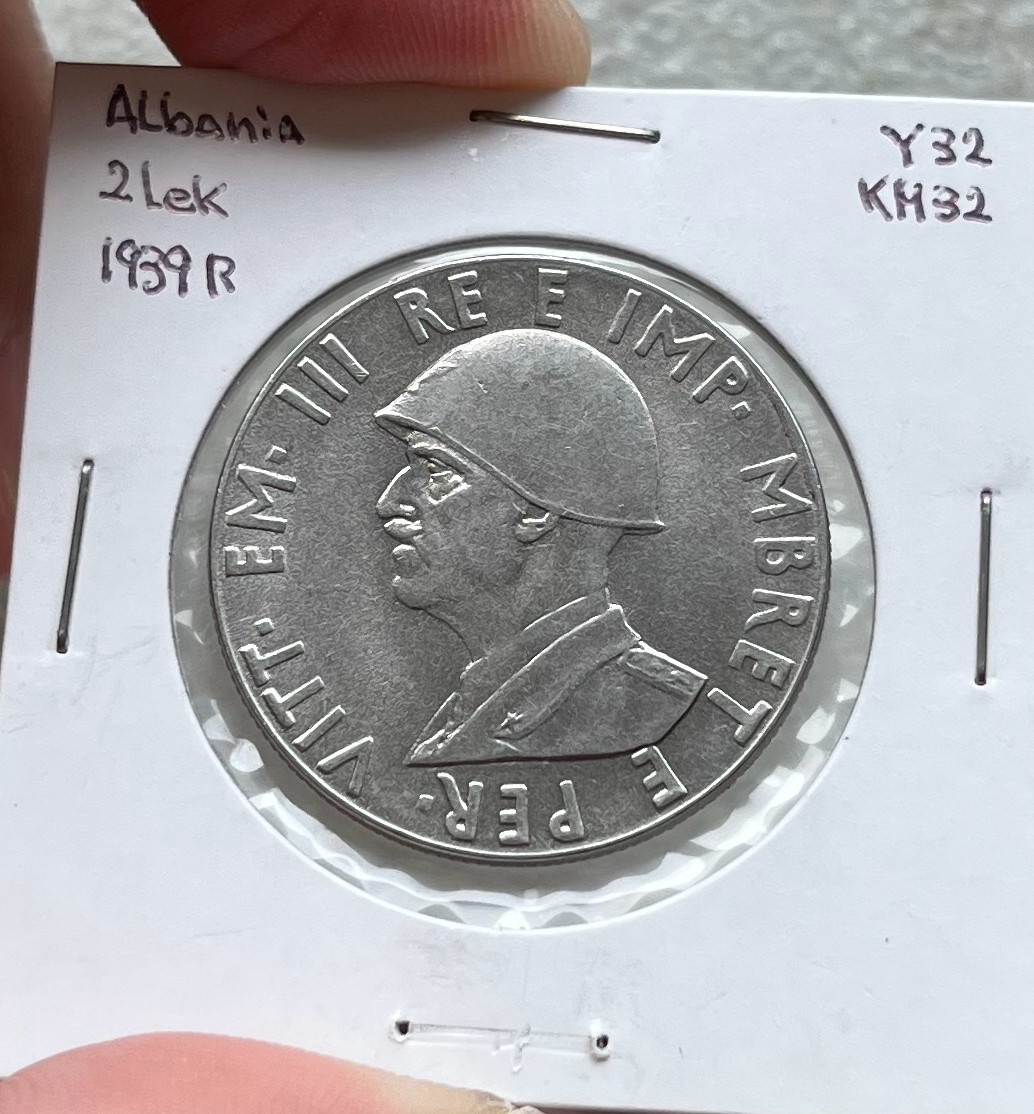 Albania
2 Lek
1939 R
Y32
KM32
VITT· EM· III RE E IMP· MBRET E PER·